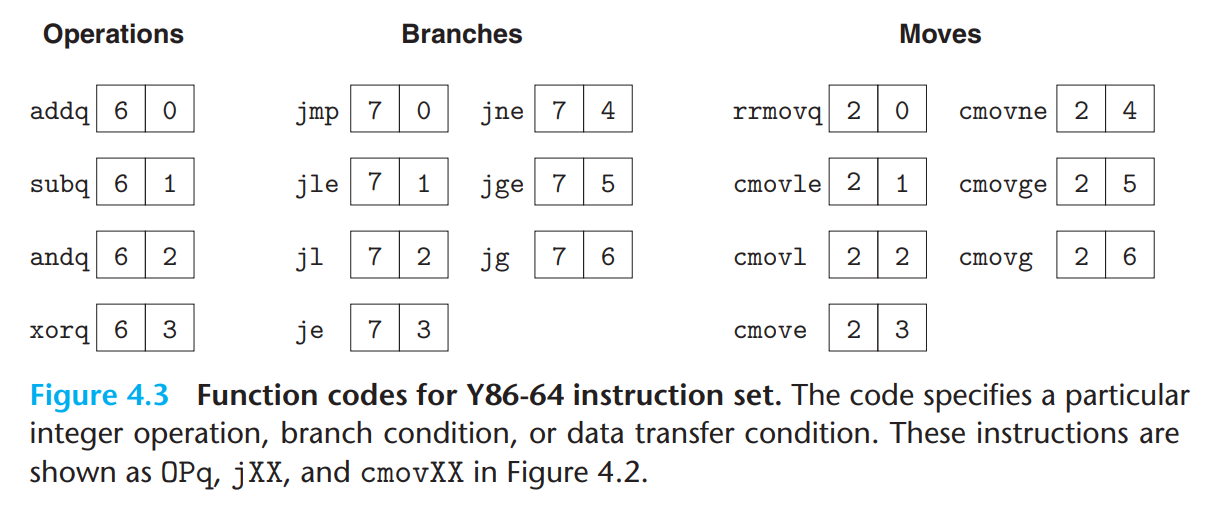 Operations Branches Moves
addq 6 0 jmp 7 0 jne 7 4 rrmovq 2 0 cmovne 2 4
subq 6 1 jle 7 1 jge 7 5 cmovle 2 1 cmovge 2 5
andq 6 2 jl 7 2 jg 7 6 cmovl 2 2 cmovg 2 6
xorq 6 3 je 7 3 cmove 2 3
Figure 4.3 Function codes for Y86-64 instruction set. The code specifies a particular
integer operation, branch condition, or data transfer condition. These instructions are
shown as OPq, jXX, and cmovXX in Figure 4.2.